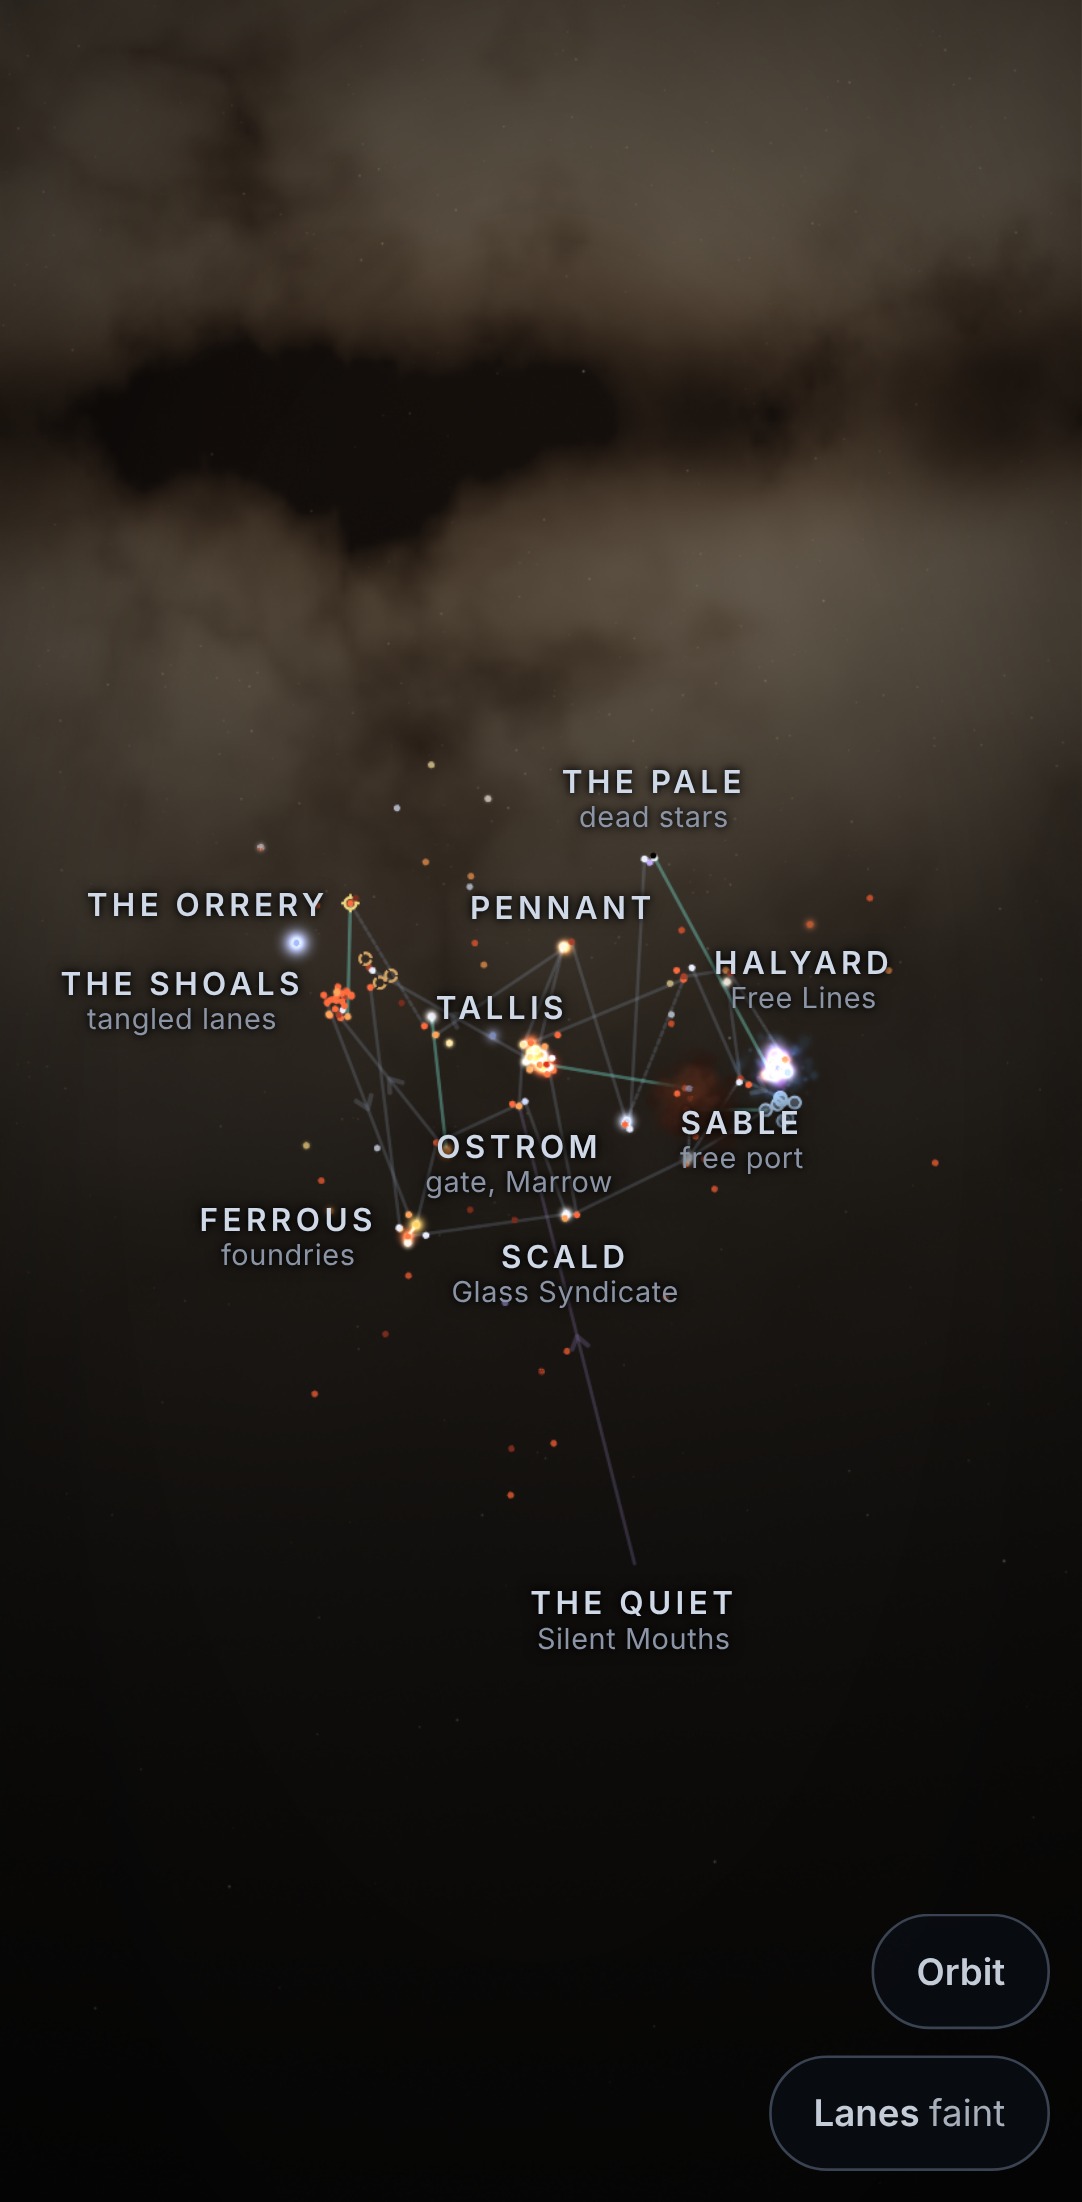 THE PALE
dead stars
THE ORRERY
PENNANT
HALYARD
Free Lines
THE SHOALS
tangled lanes
TALLIS
SABLE
free port
OSTROM
gate, Marrow
FERROUS
foundries
SCALD
Glass Syndicate
THE QUIET
Silent Mouths
Orbit
Lanes faint